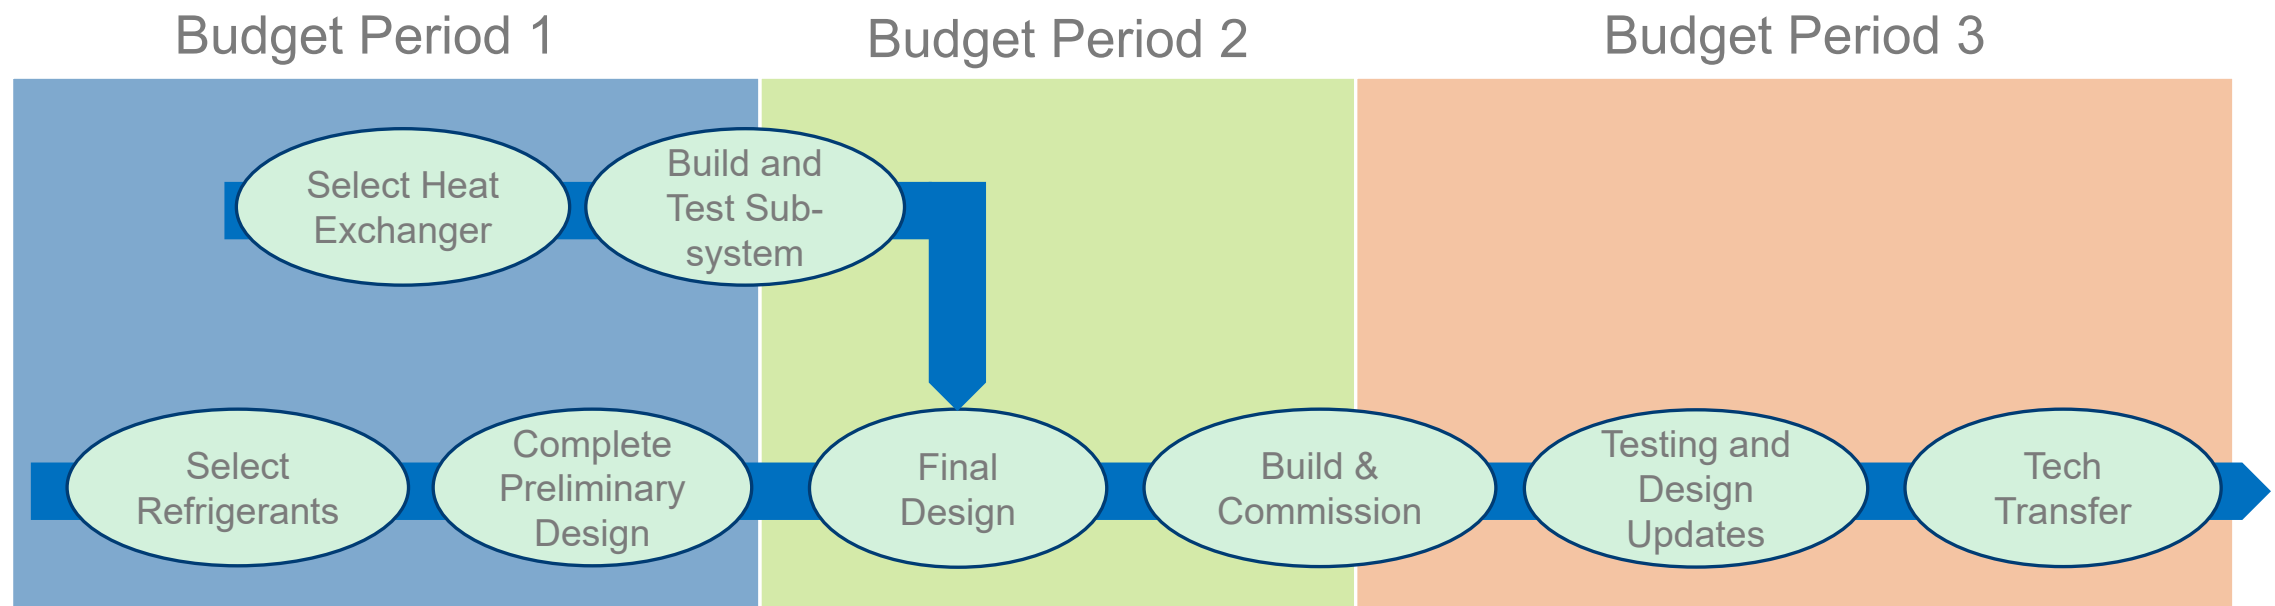 Budget Period 1
Budget Period 2
Budget Period 3
Select Heat
Exchanger
Build and
Test Sub-
system
Select
Refrigerants
Complete
Preliminary
Design
Final
Design
Build &
Commission
Testing and
Design
Updates
Tech
Transfer